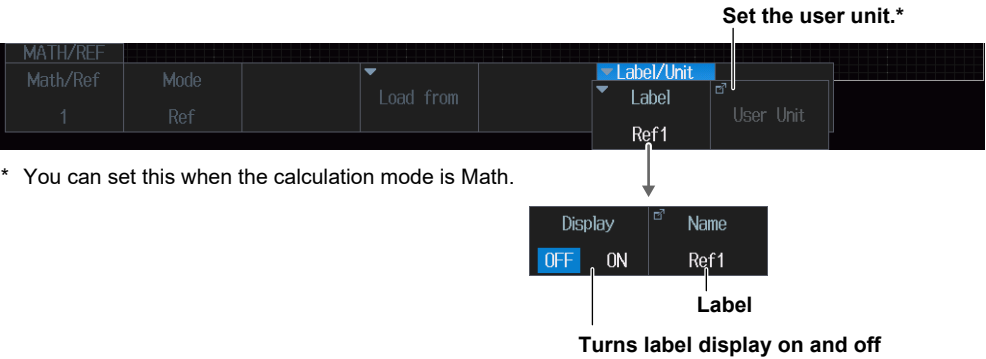 Set the user unit.*
MATH/REF
Math/Ref
1
Mode
Ref
Load from
Label/Unit
Label
Ref1
User Unit
* You can set this when the calculation mode is Math.
Display
OFF ON
Name
Ref1
Label
Turns label display on and off